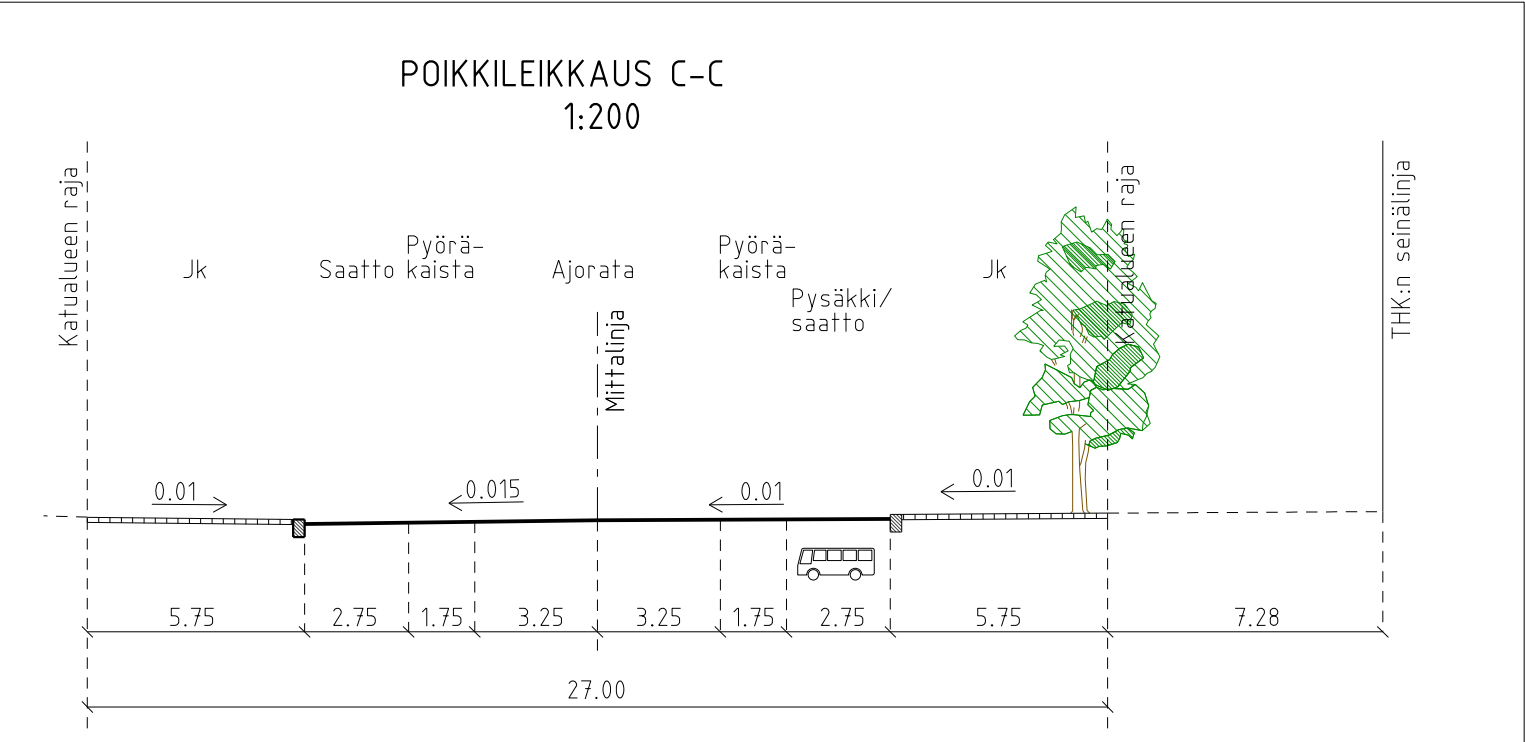 POIKKILEIKKAUS C-C
1:200
Katualueen raja
Jk
Saatto
Pyörä-
kaista
Ajorata
Mittalinja
Pyörä-
kaista
Pysäkki/
saatto
Jk
Katualueen raja
THK:n seinälinja
0.01
0.015
0.01
0.01
5.75
2.75
1.75
3.25
3.25
1.75
2.75
5.75
7.28
27.00